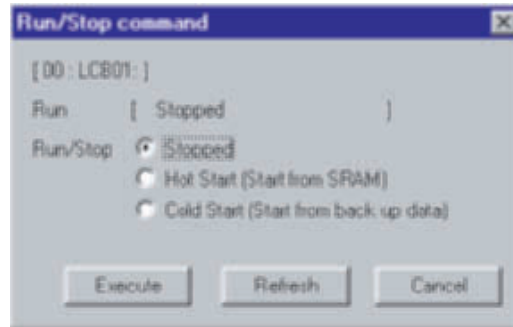 Run/Stop command
[ 00 : LCB01 : ]
Run [ Stopped ]
Run/Stop Stopped
Hot Start (Start from SRAM)
Cold Start (Start from back up data)
Execute Refresh Cancel